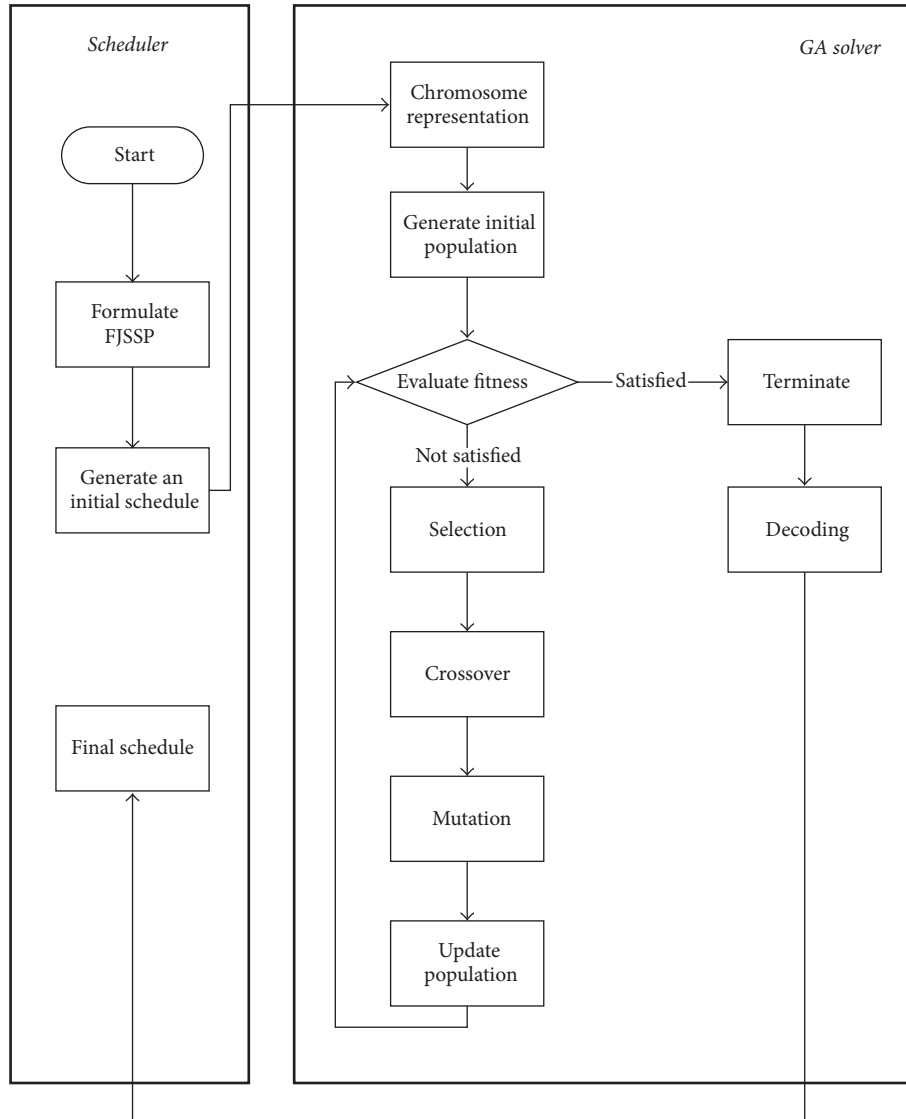 Scheduler
Start
Formulate
FJSSP
Generate an
initial schedule
Final schedule
GA solver
Chromosome
representation
Generate initial
population
Evaluate fitness
Satisfied
Terminate
Not satisfied
Selection
Decoding
Crossover
Mutation
Update
population